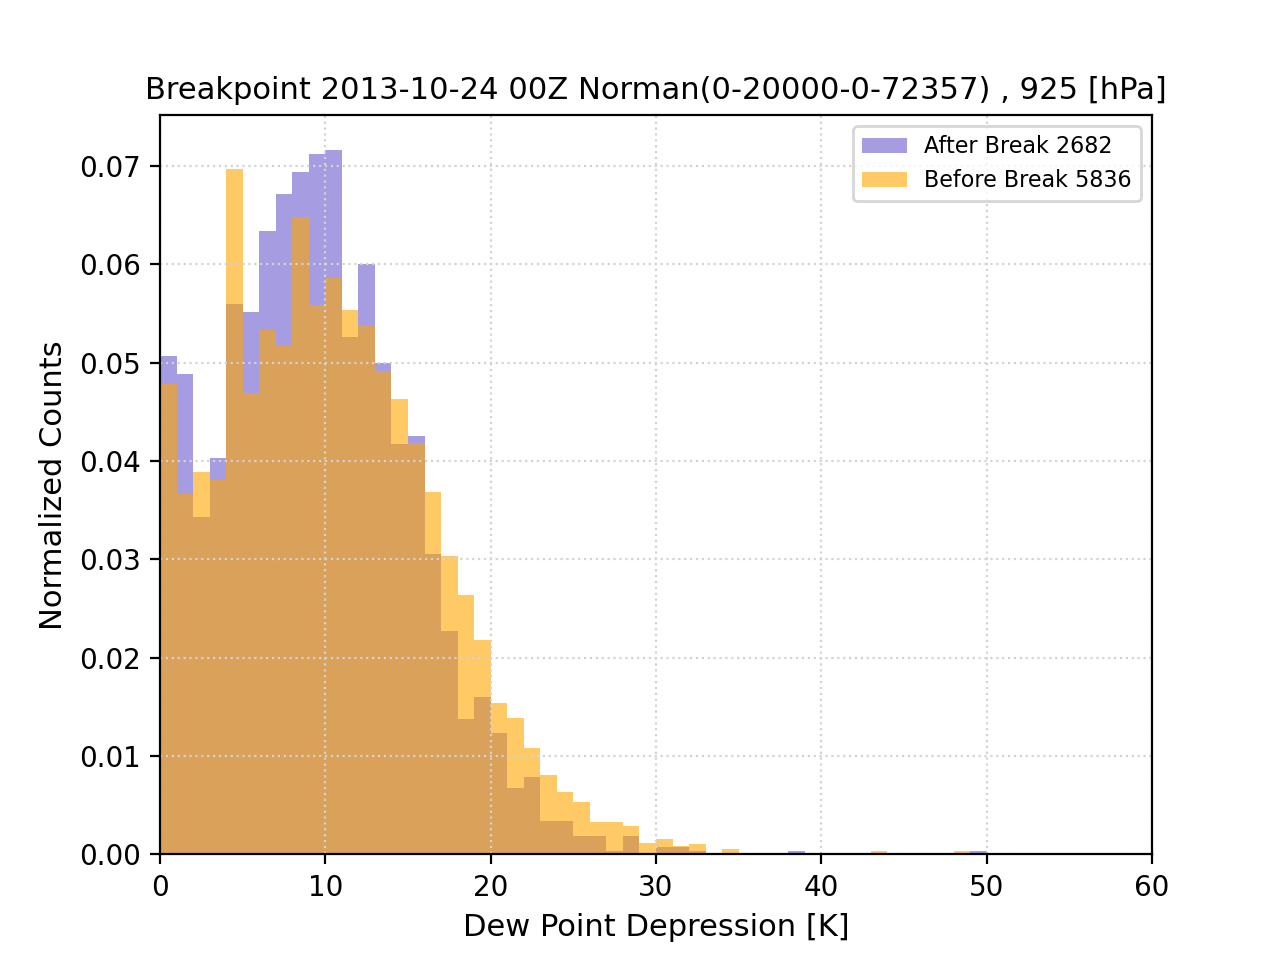 Breakpoint 2013-10-24 00Z Norman(0-20000-0-72357) , 925 [hPa]
After Break 2682
Before Break 5836
0.07
0.06
0.05
0.04
0.03
0.02
0.01
0.00
Normalized Counts
0 10 20 30 40 50 60
Dew Point Depression [K]